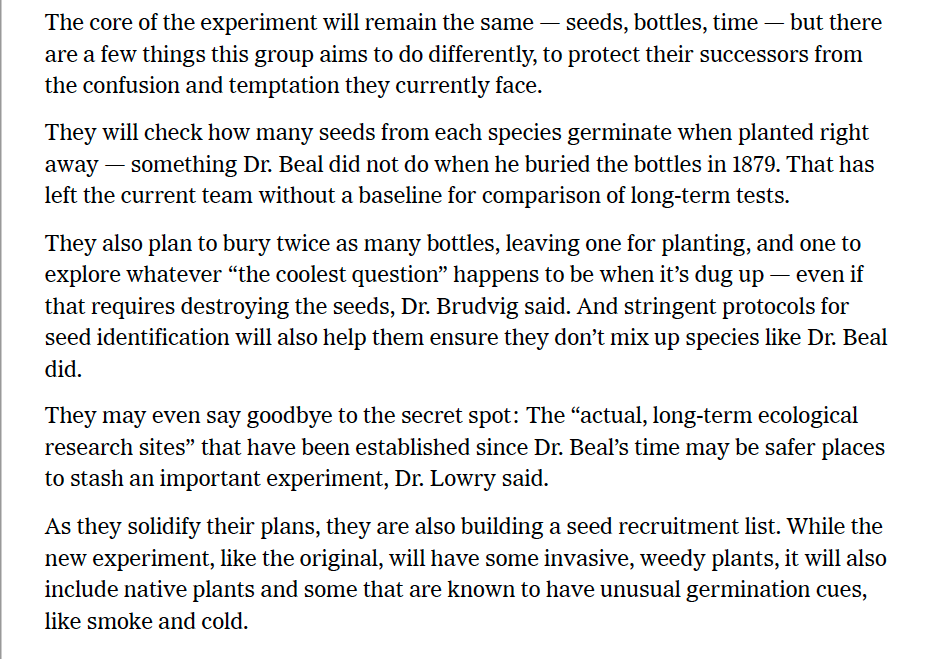 The core of the experiment will remain the same — seeds, bottles, time — but there
are a few things this group aims to do differently, to protect their successors from
the confusion and temptation they currently face.
They will check how many seeds from each species germinate when planted right
away — something Dr. Beal did not do when he buried the bottles in 1879. That has
left the current team without a baseline for comparison of long-term tests.
They also plan to bury twice as many bottles, leaving one for planting, and one to
explore whatever “the coolest question” happens to be when it’s dug up — even if
that requires destroying the seeds, Dr. Brudvig said. And stringent protocols for
seed identification will also help them ensure they don’t mix up species like Dr. Beal
did.
They may even say goodbye to the secret spot: The “actual, long-term ecological
research sites” that have been established since Dr. Beal’s time may be safer places
to stash an important experiment, Dr. Lowry said.
As they solidify their plans, they are also building a seed recruitment list. While the
new experiment, like the original, will have some invasive, weedy plants, it will also
include native plants and some that are known to have unusual germination cues,
like smoke and cold.